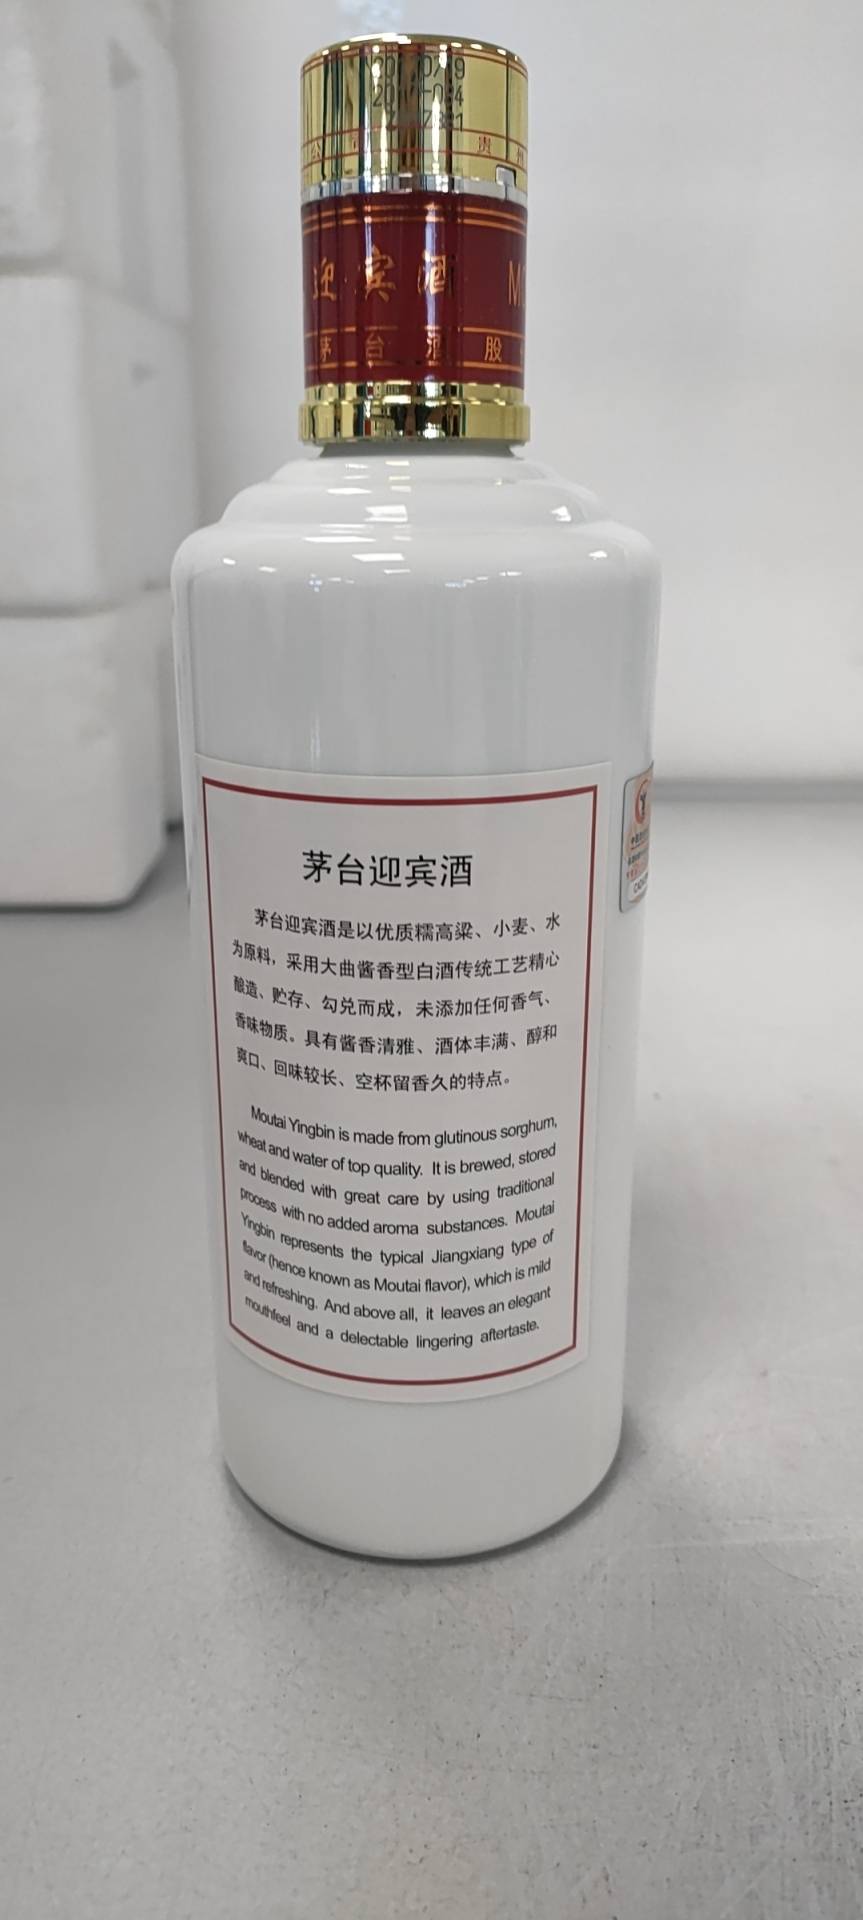 公司 贵州
迎宾酒
茅台酒股
茅台迎宾酒
茅台迎宾酒是以优质糯高粱、小麦、水
为原料，采用大曲酱香型白酒传统工艺精心
酿造、贮存、勾兑而成，未添加任何香气、
香味物质。具有酱香清雅、酒体丰满、醇和
爽口、回味较长、空杯留香久的特点。
Moutai Yingbin is made from glutinous sorghum,
wheat and water of top quality. It is brewed, stored
and blended with great care by using traditional
process with no added aroma substances. Moutai
Yingbin represents the typical Jiangxiang type of
flavor (hence known as Moutai flavor), which is mild
and refreshing. And above all, it leaves an elegant
mouthfeel and a delectable lingering aftertaste.